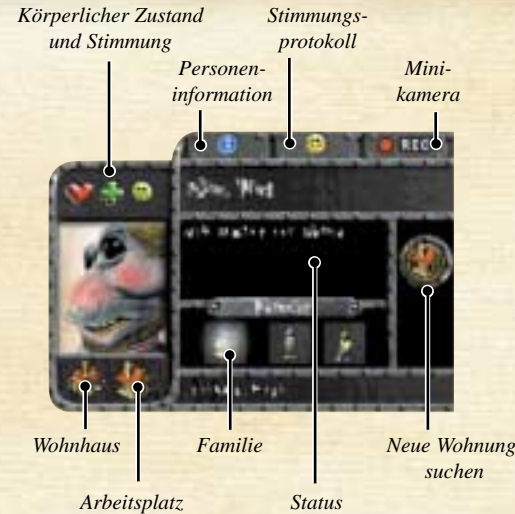 Körperlicher Zustand
und Stimmung
Stimmungs-
protokoll
Personen-
information
Mini-
kamera
REC
Wohnhaus
Familie
Neue Wohnung
suchen
Arbeitsplatz
Status